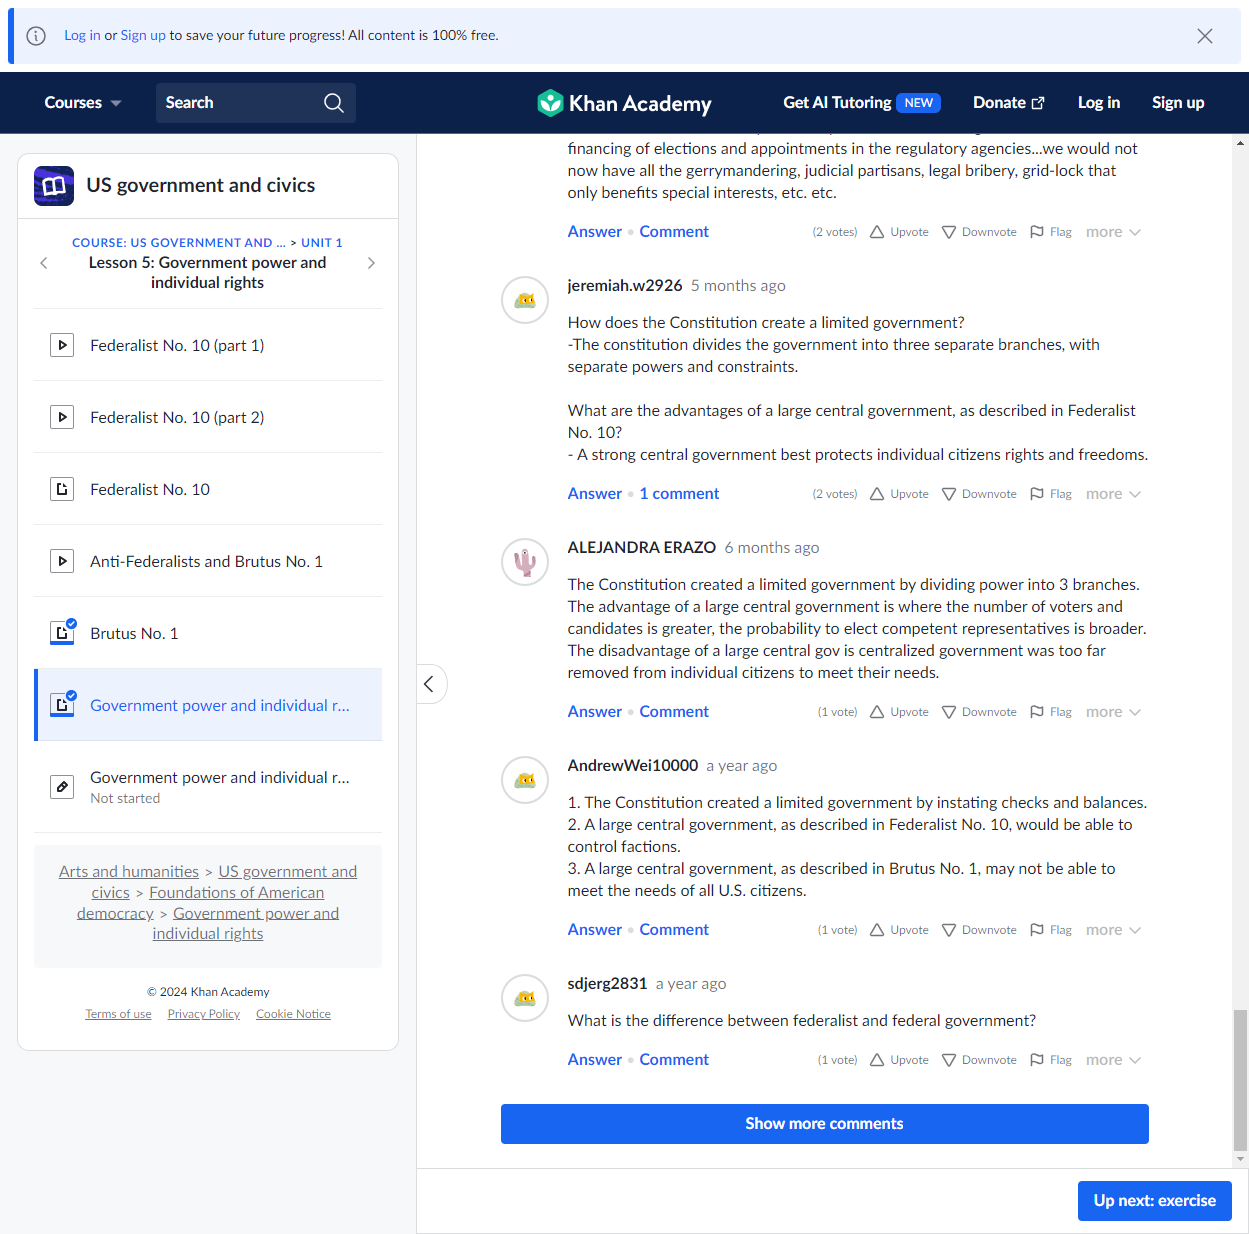 Log in or Sign up to save your future progress! All content is 100% free.
Courses
Search
Khan Academy
Get AI Tutoring NEW
Donate
Log in
Sign up
US government and civics
COURSE: US GOVERNMENT AND ... > UNIT 1
Lesson 5: Government power and
individual rights
Federalist No. 10 (part 1)
Federalist No. 10 (part 2)
Federalist No. 10
Anti-Federalists and Brutus No. 1
Brutus No. 1
Government power and individual r...
Government power and individual r...
Not started
Arts and humanities > US government and
civics > Foundations of American
democracy > Government power and
individual rights
© 2024 Khan Academy
Terms of use Privacy Policy Cookie Notice
financing of elections and appointments in the regulatory agencies...we would not
now have all the gerrymandering, judicial partisans, legal bribery, grid-lock that
only benefits special interests, etc. etc.
Answer • Comment (2 votes) Upvote Downvote Flag more
jeremiah.w2926 5 months ago
How does the Constitution create a limited government?
-The constitution divides the government into three separate branches, with
separate powers and constraints.
What are the advantages of a large central government, as described in Federalist
No. 10?
- A strong central government best protects individual citizens rights and freedoms.
Answer • 1 comment (2 votes) Upvote Downvote Flag more
ALEJANDRA ERAZO 6 months ago
The Constitution created a limited government by dividing power into 3 branches.
The advantage of a large central government is where the number of voters and
candidates is greater, the probability to elect competent representatives is broader.
The disadvantage of a large central gov is centralized government was too far
removed from individual citizens to meet their needs.
Answer • Comment (1 vote) Upvote Downvote Flag more
AndrewWei10000 a year ago
1. The Constitution created a limited government by instating checks and balances.
2. A large central government, as described in Federalist No. 10, would be able to
control factions.
3. A large central government, as described in Brutus No. 1, may not be able to
meet the needs of all U.S. citizens.
Answer • Comment (1 vote) Upvote Downvote Flag more
sdjerg2831 a year ago
What is the difference between federalist and federal government?
Answer • Comment (1 vote) Upvote Downvote Flag more
Show more comments
Up next: exercise